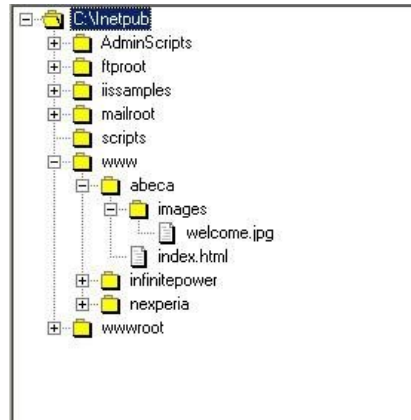 C:\Inetpub
AdminScripts
ftproot
iissamples
mailroot
scripts
www
abeca
images
welcome.jpg
index.html
infinitepower
nexperia
wwwroot